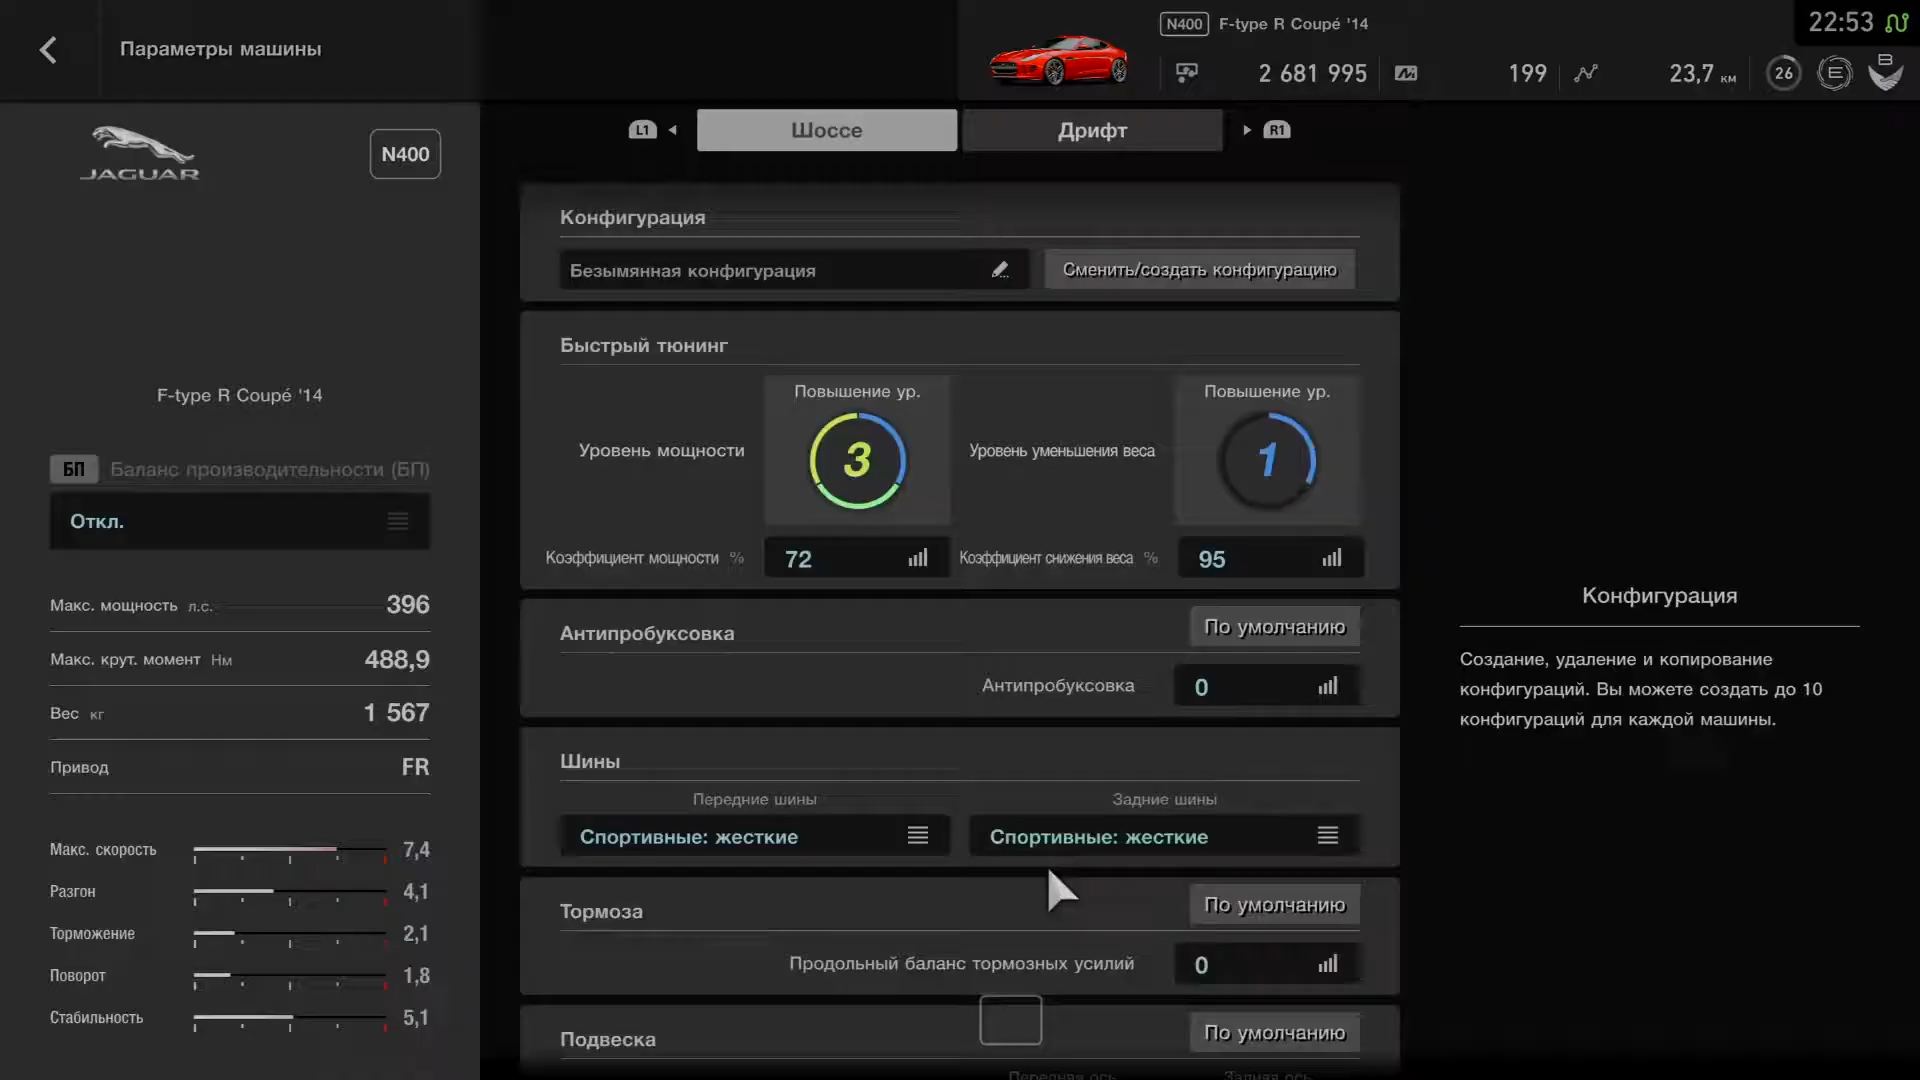 Параметры машины
N400 F-type R Coupé '14
22:53
2 681 995
199
23,7 км
26
E
B
JAGUAR
N400
L1
Шоссе
Дрифт
R1
Конфигурация
Безымянная конфигурация
Сменить/создать конфигурацию
Быстрый тюнинг
Повышение ур.
Повышение ур.
Уровень мощности
3
Уровень уменьшения веса
1
Коэффициент мощности %
72
Коэффициент снижения веса %
95
F-type R Coupé '14
БП Баланс производительности (БП)
Откл.
Макс. мощность л.с. 396
Макс. крут. момент Нм 488,9
Вес кг 1 567
Привод FR
Макс. скорость 7,4
Разгон 4,1
Торможение 2,1
Поворот 1,8
Стабильность 5,1
Антипробуксовка
По умолчанию
Антипробуксовка 0
Шины
Передние шины
Задние шины
Спортивные: жесткие
Спортивные: жесткие
Тормоза
По умолчанию
Продольный баланс тормозных усилий 0
Подвеска
По умолчанию
Передняя ось
Задняя ось
Конфигурация
Создание, удаление и копирование
конфигураций. Вы можете создать до 10
конфигураций для каждой машины.